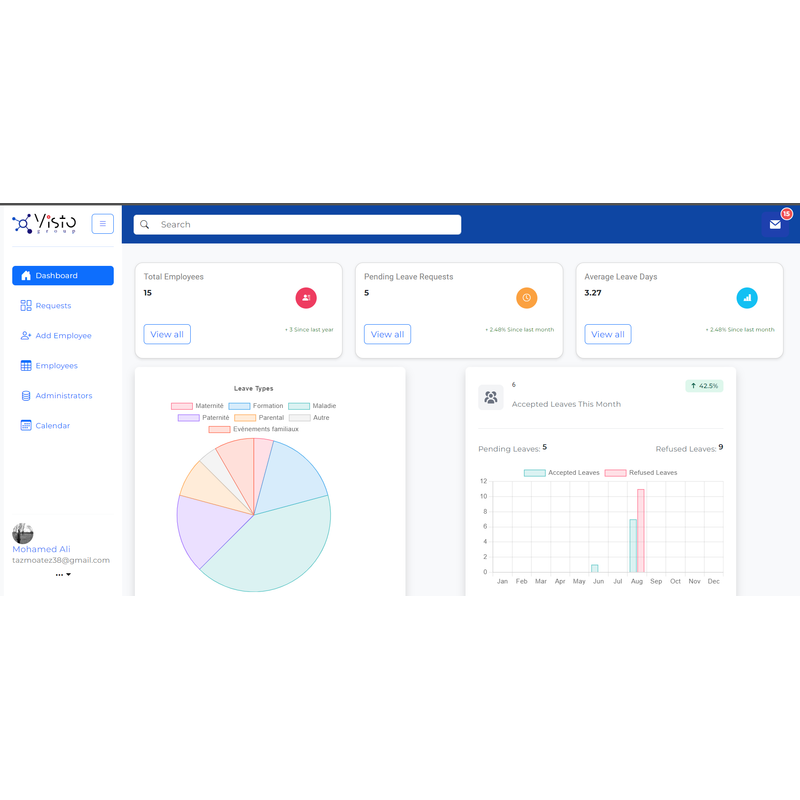 Visto
group
Search
15
Dashboard
Requests
Add Employee
Employees
Administrators
Calendar
Mohamed Ali
tazmoatez38@gmail.com
Total Employees
15
View all
+ 3 Since last year
Pending Leave Requests
5
View all
+ 2.48% Since last month
Average Leave Days
3.27
View all
+ 2.48% Since last month
Leave Types
Maternité Formation Maladie
Paternité Parental Autre
Evénements familiaux
6
Accepted Leaves This Month
↑ 42.5%
Pending Leaves: 5
Refused Leaves: 9
Accepted Leaves Refused Leaves
12
10
8
6
4
2
0
Jan Feb Mar Apr May Jun Jul Aug Sep Oct Nov Dec